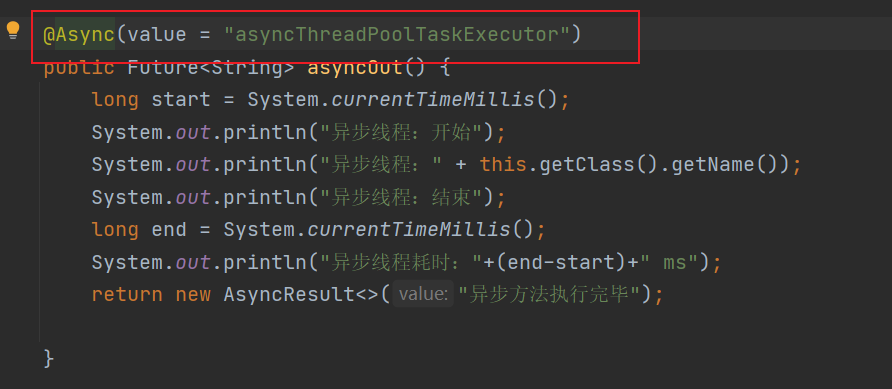 @Async(value = "asyncThreadPoolTaskExecutor")
public Future<String> asyncOut() {
    long start = System.currentTimeMillis();
    System.out.println("异步线程：开始");
    System.out.println("异步线程：" + this.getClass().getName());
    System.out.println("异步线程：结束");
    long end = System.currentTimeMillis();
    System.out.println("异步线程耗时："+(end-start)+" ms");
    return new AsyncResult<>( value: "异步方法执行完毕");
}